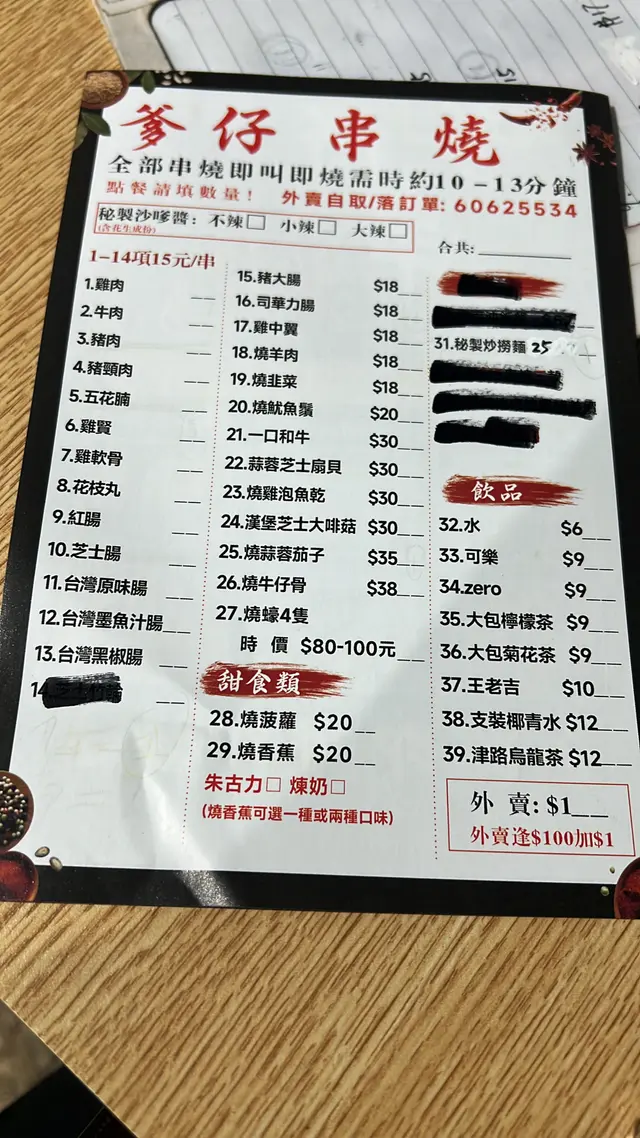 爹仔串燒
全部串燒即叫即燒需時約10-13分鐘
點餐請填數量! 外賣自取/落訂單: 60625534
秘製沙嗲醬: 不辣□ 小辣□ 大辣□
(含花生成份)
合共:
1-14項15元/串
1.雞肉
2.牛肉
3.豬肉
4.豬頸肉
5.五花腩
6.雞腎
7.雞軟骨
8.花枝丸
9.紅腸
10.芝士腸
11.台灣原味腸
12.台灣墨魚汁腸
13.台灣黑椒腸
14.
15.豬大腸 $18
16.司華力腸 $18
17.雞中翼 $18
18.燒羊肉 $18
19.燒韭菜 $18
20.燒魷魚鬚 $20
21.一口和牛 $30
22.蒜蓉芝士扇貝 $30
23.燒雞泡魚乾 $30
24.漢堡芝士大啡菇 $30
25.燒蒜蓉茄子 $35
26.燒牛仔骨 $38
27.燒蠔4隻
時 價 $80-100元
甜食類
28.燒菠蘿 $20
29.燒香蕉 $20
朱古力□ 煉奶□
(燒香蕉可選一種或兩種口味)
31.秘製炒撈麵 25
飲品
32.水 $6
33.可樂 $9
34.zero $9
35.大包檸檬茶 $9
36.大包菊花茶 $9
37.王老吉 $10
38.支裝椰青水 $12
39.津路烏龍茶 $12
外 賣: $1
外賣逢$100加$1